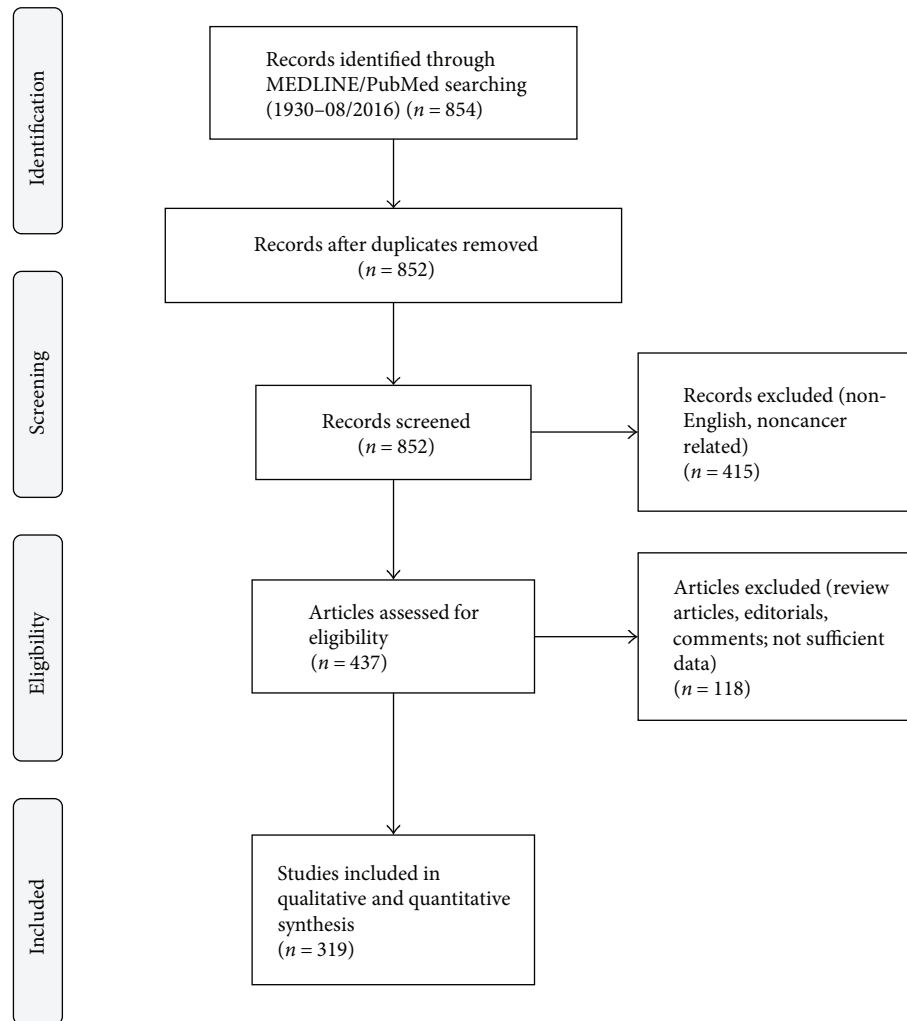 Identification
Records identified through
MEDLINE/PubMed searching
(1930–08/2016) (n = 854)
Records after duplicates removed
(n = 852)
Screening
Records screened
(n = 852)
Records excluded (non-
English, noncancer
related)
(n = 415)
Eligibility
Articles assessed for
eligibility
(n = 437)
Articles excluded (review
articles, editorials,
comments; not sufficient
data)
(n = 118)
Included
Studies included in
qualitative and quantitative
synthesis
(n = 319)